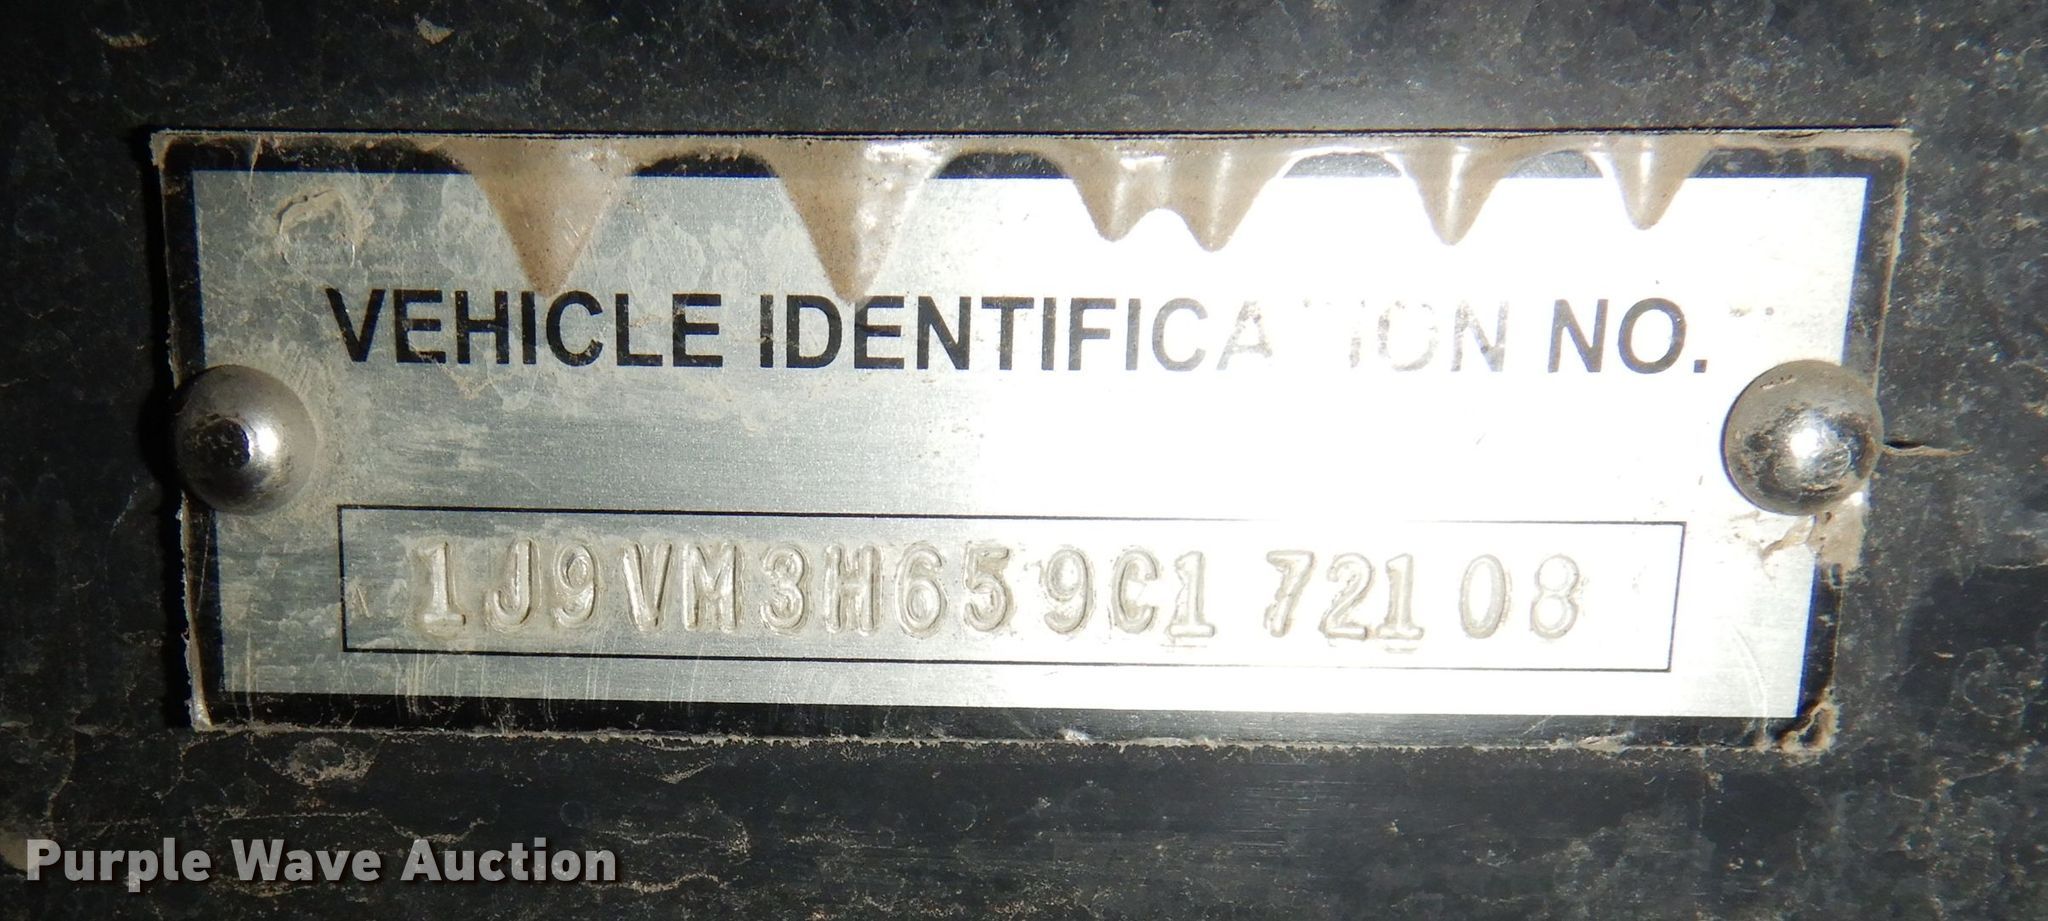 VEHICLE IDENTIFICATION NO.
1J9VM3H659C172108
Purple Wave Auction